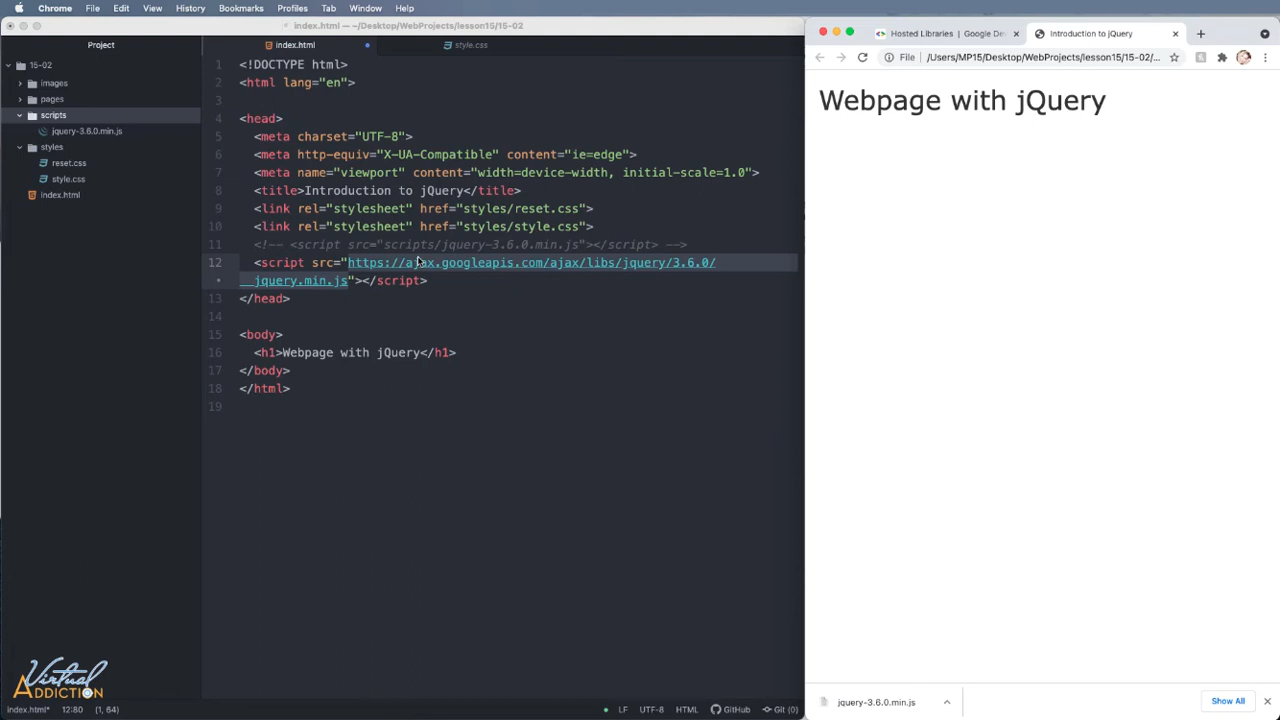 Chrome File Edit View History Bookmarks Profiles Tab Window Help
index.html — ~/Desktop/WebProjects/lesson15/15-02
Project
index.html
style.css
15-02
images
pages
scripts
jquery-3.6.0.min.js
styles
reset.css
style.css
index.html
1 <!DOCTYPE html>
2 <html lang="en">
3
4 <head>
5 <meta charset="UTF-8">
6 <meta http-equiv="X-UA-Compatible" content="ie=edge">
7 <meta name="viewport" content="width=device-width, initial-scale=1.0">
8 <title>Introduction to jQuery</title>
9 <link rel="stylesheet" href="styles/reset.css">
10 <link rel="stylesheet" href="styles/style.css">
11 <!-- <script src="scripts/jquery-3.6.0.min.js"></script> -->
12 <script src="https://ajax.googleapis.com/ajax/libs/jquery/3.6.0/
• jquery.min.js"></script>
13 </head>
14
15 <body>
16 <h1>Webpage with jQuery</h1>
17 </body>
18 </html>
19
Virtual
Addiction
index.html* 12:80 (1, 64)
LF UTF-8 HTML GitHub Git (0)
Hosted Libraries | Google De
Introduction to jQuery
File /Users/MP15/Desktop/WebProjects/lesson15/15-02/...
Webpage with jQuery
jquery-3.6.0.min.js
Show All